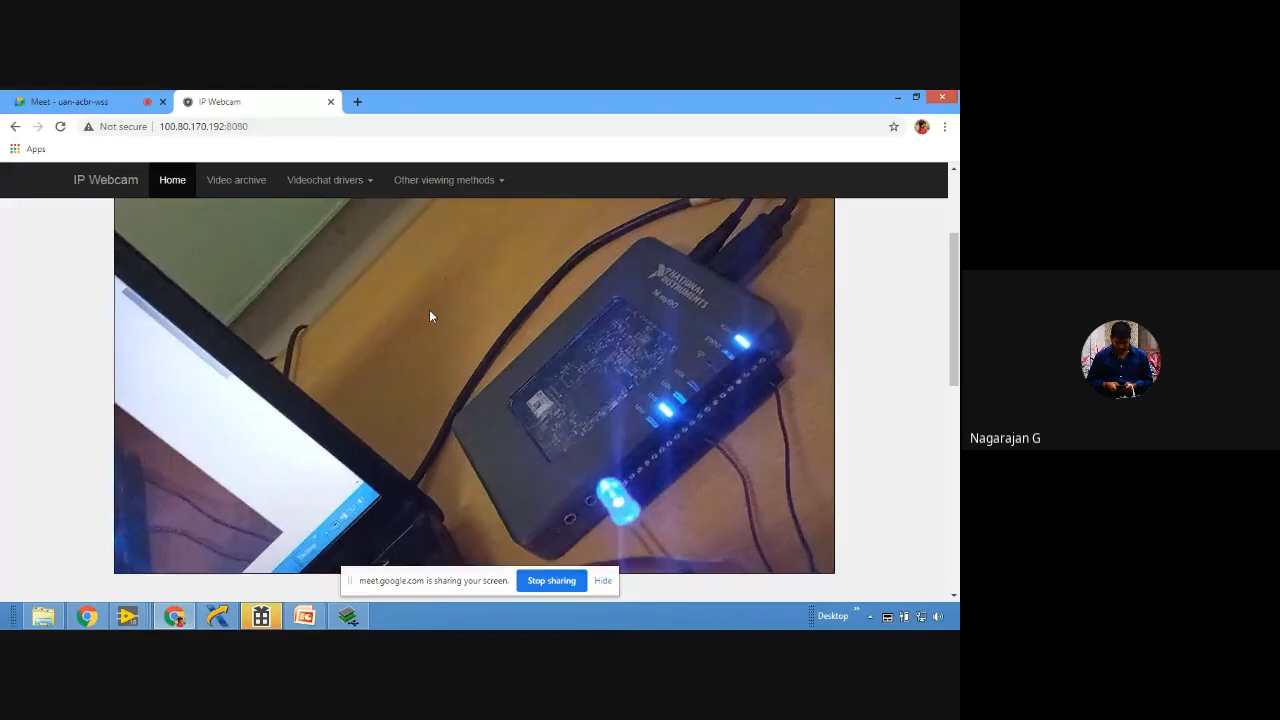 Meet - uan-acbr-wss
IP Webcam
Not secure
100.80.170.192:8080
Apps
IP Webcam
Home
Video archive
Videochat drivers
Other viewing methods
NATIONAL
INSTRUMENTS
NI myRIO
meet.google.com is sharing your screen.
Stop sharing
Hide
Desktop
Nagarajan G